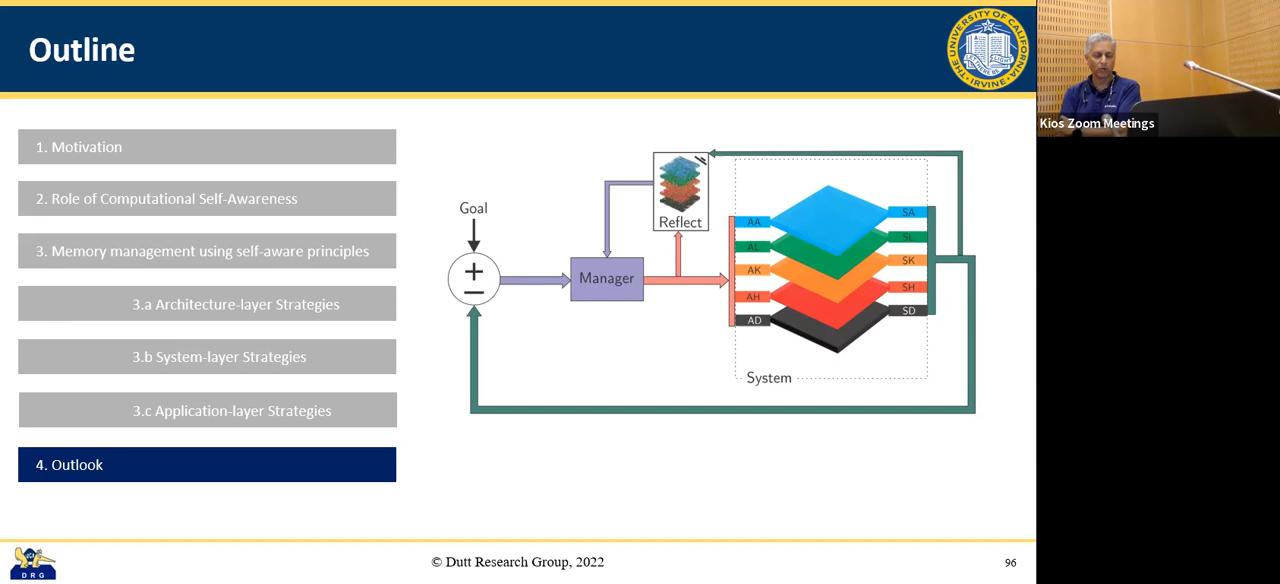 Outline
THE UNIVERSITY OF CALIFORNIA
IRVINE
Kios Zoom Meetings
1. Motivation
2. Role of Computational Self-Awareness
3. Memory management using self-aware principles
3.a Architecture-layer Strategies
3.b System-layer Strategies
3.c Application-layer Strategies
4. Outlook
Goal
+
−
Manager
Reflect
AA
AL
AK
AH
AD
SA
SL
SK
SH
SD
System
D R G
© Dutt Research Group, 2022
96